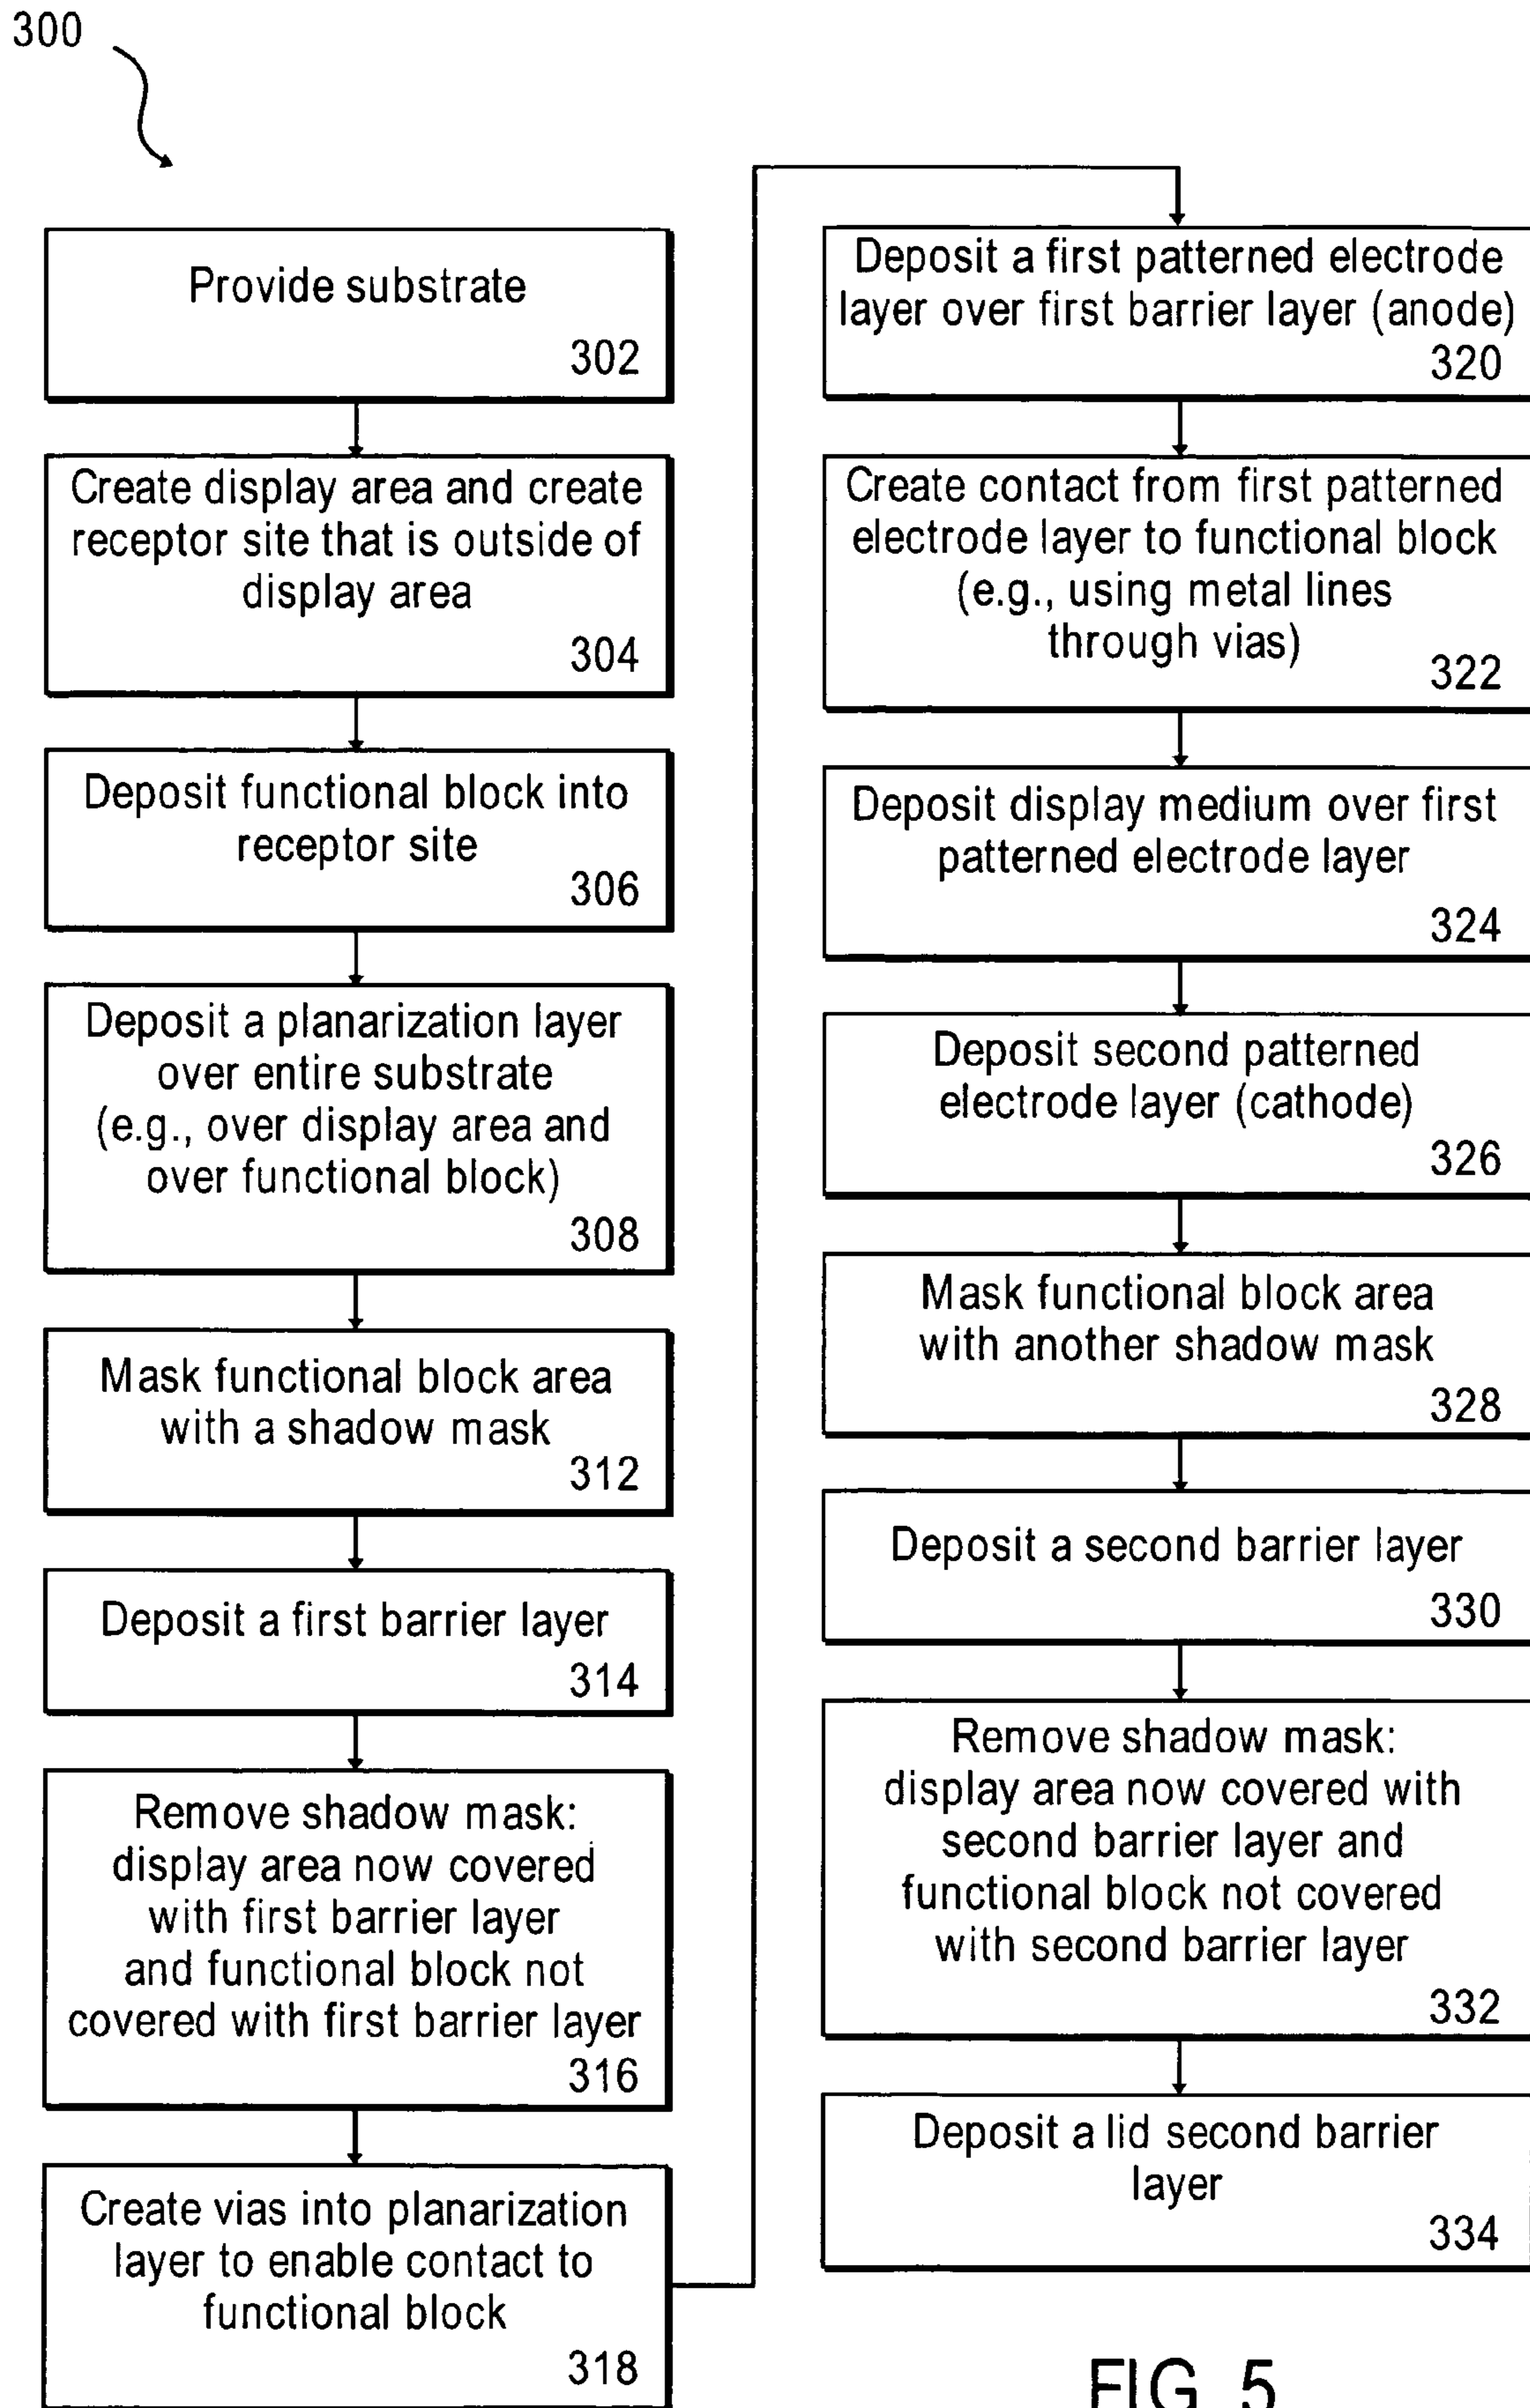 300
Provide substrate
302
Create display area and create
receptor site that is outside of
display area
304
Deposit functional block into
receptor site
306
Deposit a planarization layer
over entire substrate
(e.g., over display area and
over functional block)
308
Mask functional block area
with a shadow mask
312
Deposit a first barrier layer
314
Remove shadow mask:
display area now covered
with first barrier layer
and functional block not
covered with first barrier layer
316
Create vias into planarization
layer to enable contact to
functional block
318
Deposit a first patterned electrode
layer over first barrier layer (anode)
320
Create contact from first patterned
electrode layer to functional block
(e.g., using metal lines
through vias)
322
Deposit display medium over first
patterned electrode layer
324
Deposit second patterned
electrode layer (cathode)
326
Mask functional block area
with another shadow mask
328
Deposit a second barrier layer
330
Remove shadow mask:
display area now covered with
second barrier layer and
functional block not covered
with second barrier layer
332
Deposit a lid second barrier
layer
334
FIG. 5